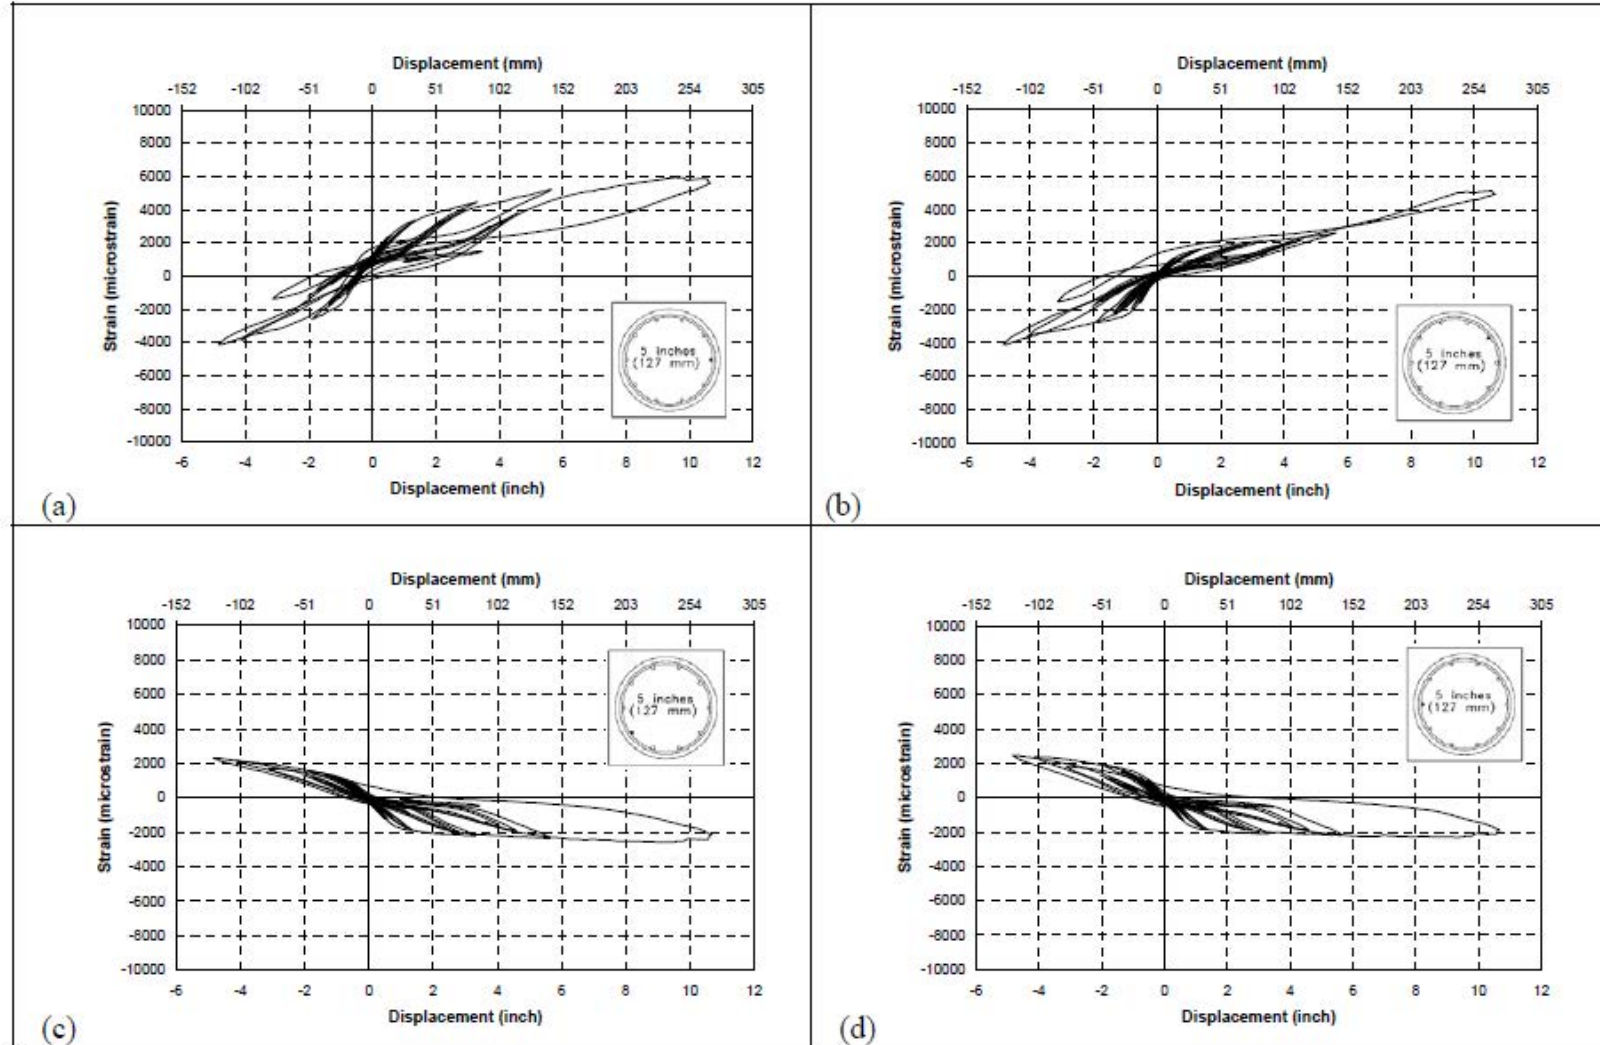 Displacement (mm)
-152 -102 -51 0 51 102 152 203 254 305
10000
8000
6000
4000
2000
0
-2000
-4000
-6000
-8000
-10000
Strain (microstrain)
5 inches
(127 mm)
-6 -4 -2 0 2 4 6 8 10 12
Displacement (inch)
(a)
Displacement (mm)
-152 -102 -51 0 51 102 152 203 254 305
10000
8000
6000
4000
2000
0
-2000
-4000
-6000
-8000
-10000
Strain (microstrain)
5 inches
(127 mm)
-6 -4 -2 0 2 4 6 8 10 12
Displacement (inch)
(b)
Displacement (mm)
-152 -102 -51 0 51 102 152 203 254 305
10000
8000
6000
4000
2000
0
-2000
-4000
-6000
-8000
-10000
Strain (microstrain)
5 inches
(127 mm)
-6 -4 -2 0 2 4 6 8 10 12
Displacement (inch)
(c)
Displacement (mm)
-152 -102 -51 0 51 102 152 203 254 305
10000
8000
6000
4000
2000
0
-2000
-4000
-6000
-8000
-10000
Strain (microstrain)
5 inches
(127 mm)
-6 -4 -2 0 2 4 6 8 10 12
Displacement (inch)
(d)